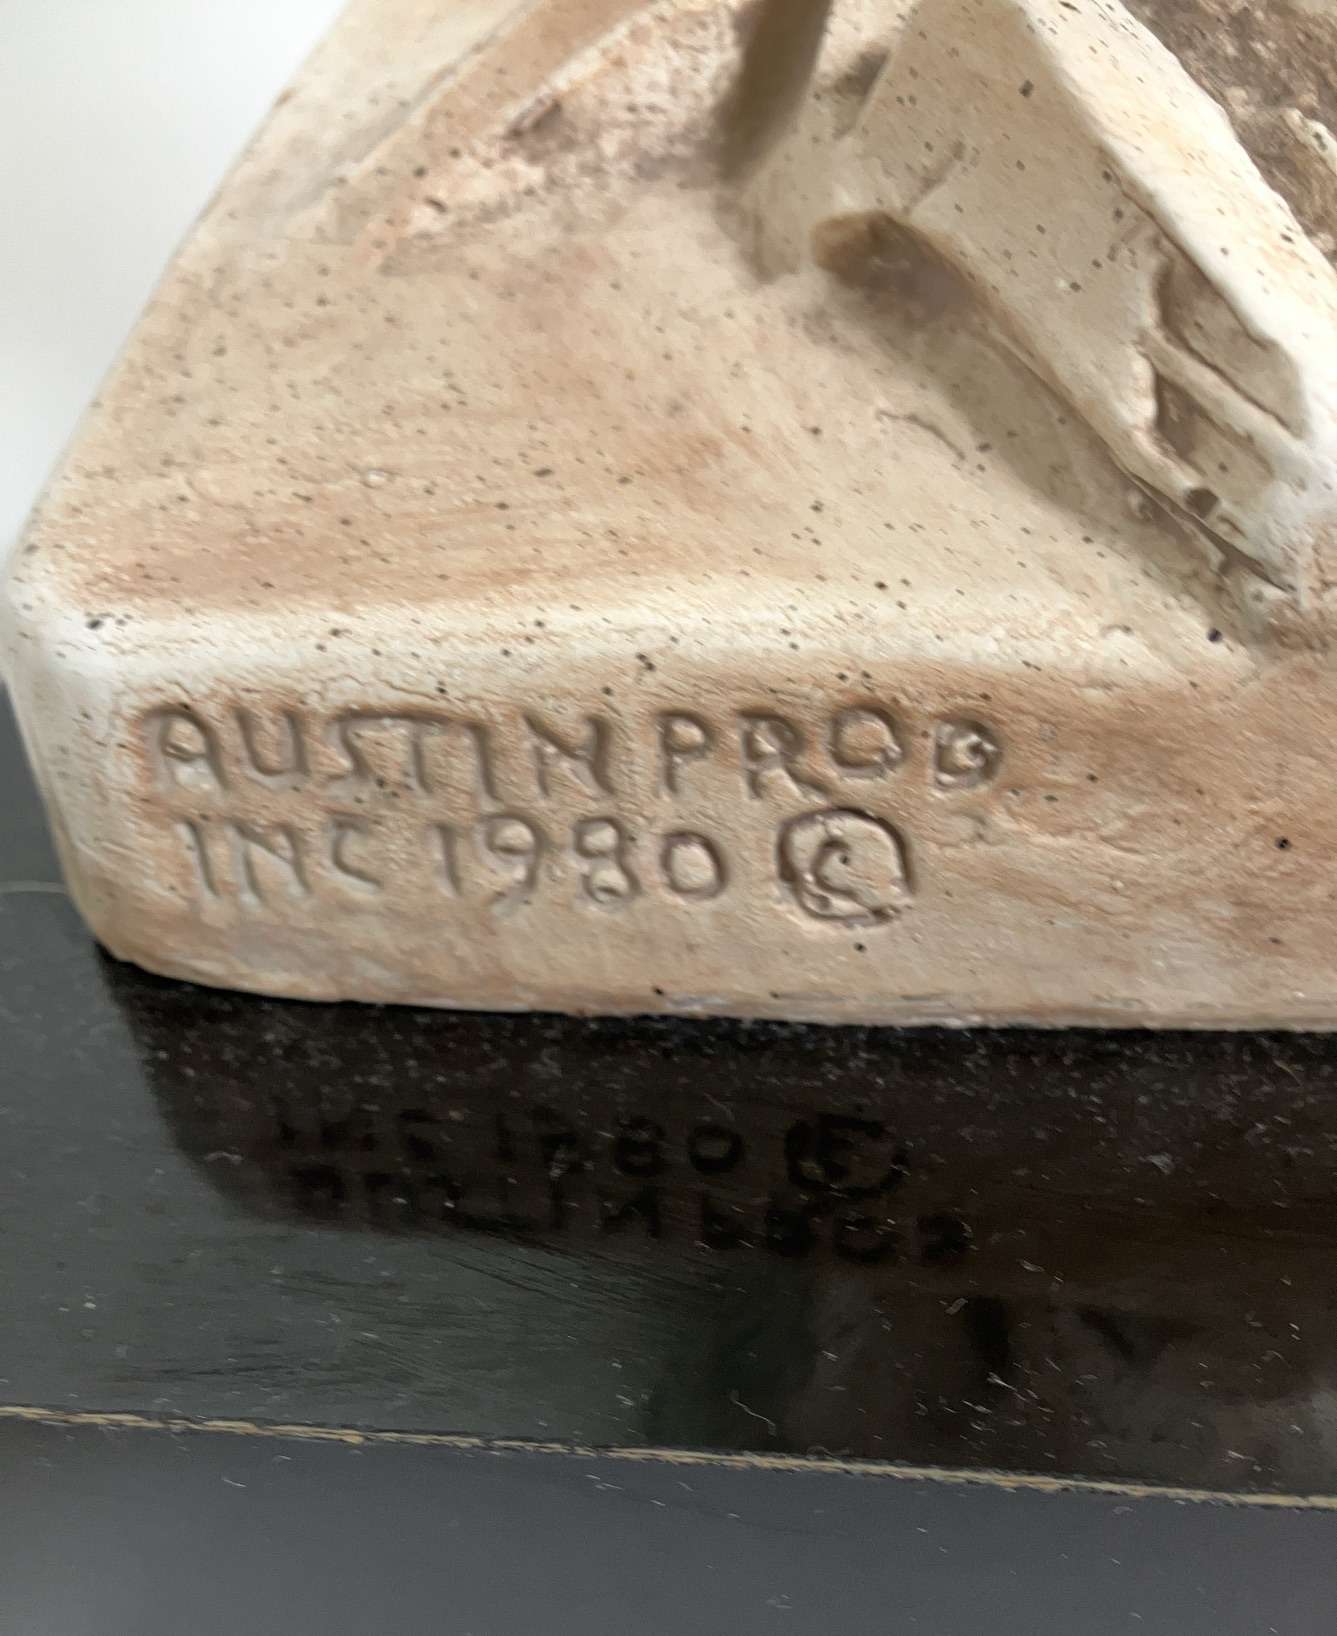 AUSTIN PROD
INC 1980 ©